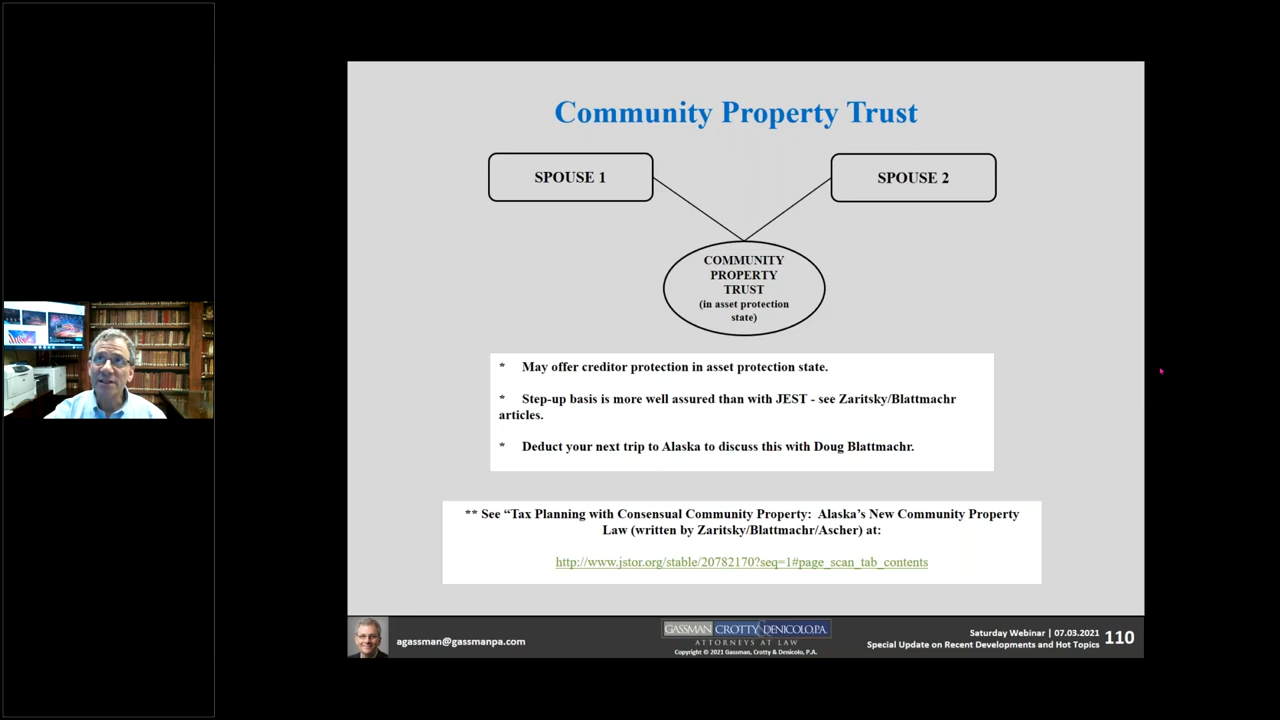 Community Property Trust
SPOUSE 1
SPOUSE 2
COMMUNITY
PROPERTY
TRUST
(in asset protection
state)
* May offer creditor protection in asset protection state.
* Step-up basis is more well assured than with JEST - see Zaritsky/Blattmachr
articles.
* Deduct your next trip to Alaska to discuss this with Doug Blattmachr.
** See “Tax Planning with Consensual Community Property: Alaska’s New Community Property
Law (written by Zaritsky/Blattmachr/Ascher) at:
http://www.jstor.org/stable/20782170?seq=1#page_scan_tab_contents
agassman@gassmanpa.com
GASSMAN CROTTY & DENICOLO, P.A.
ATTORNEYS AT LAW
Copyright © 2021 Gassman, Crotty & Denicolo, P.A.
Saturday Webinar | 07.03.2021
Special Update on Recent Developments and Hot Topics
110